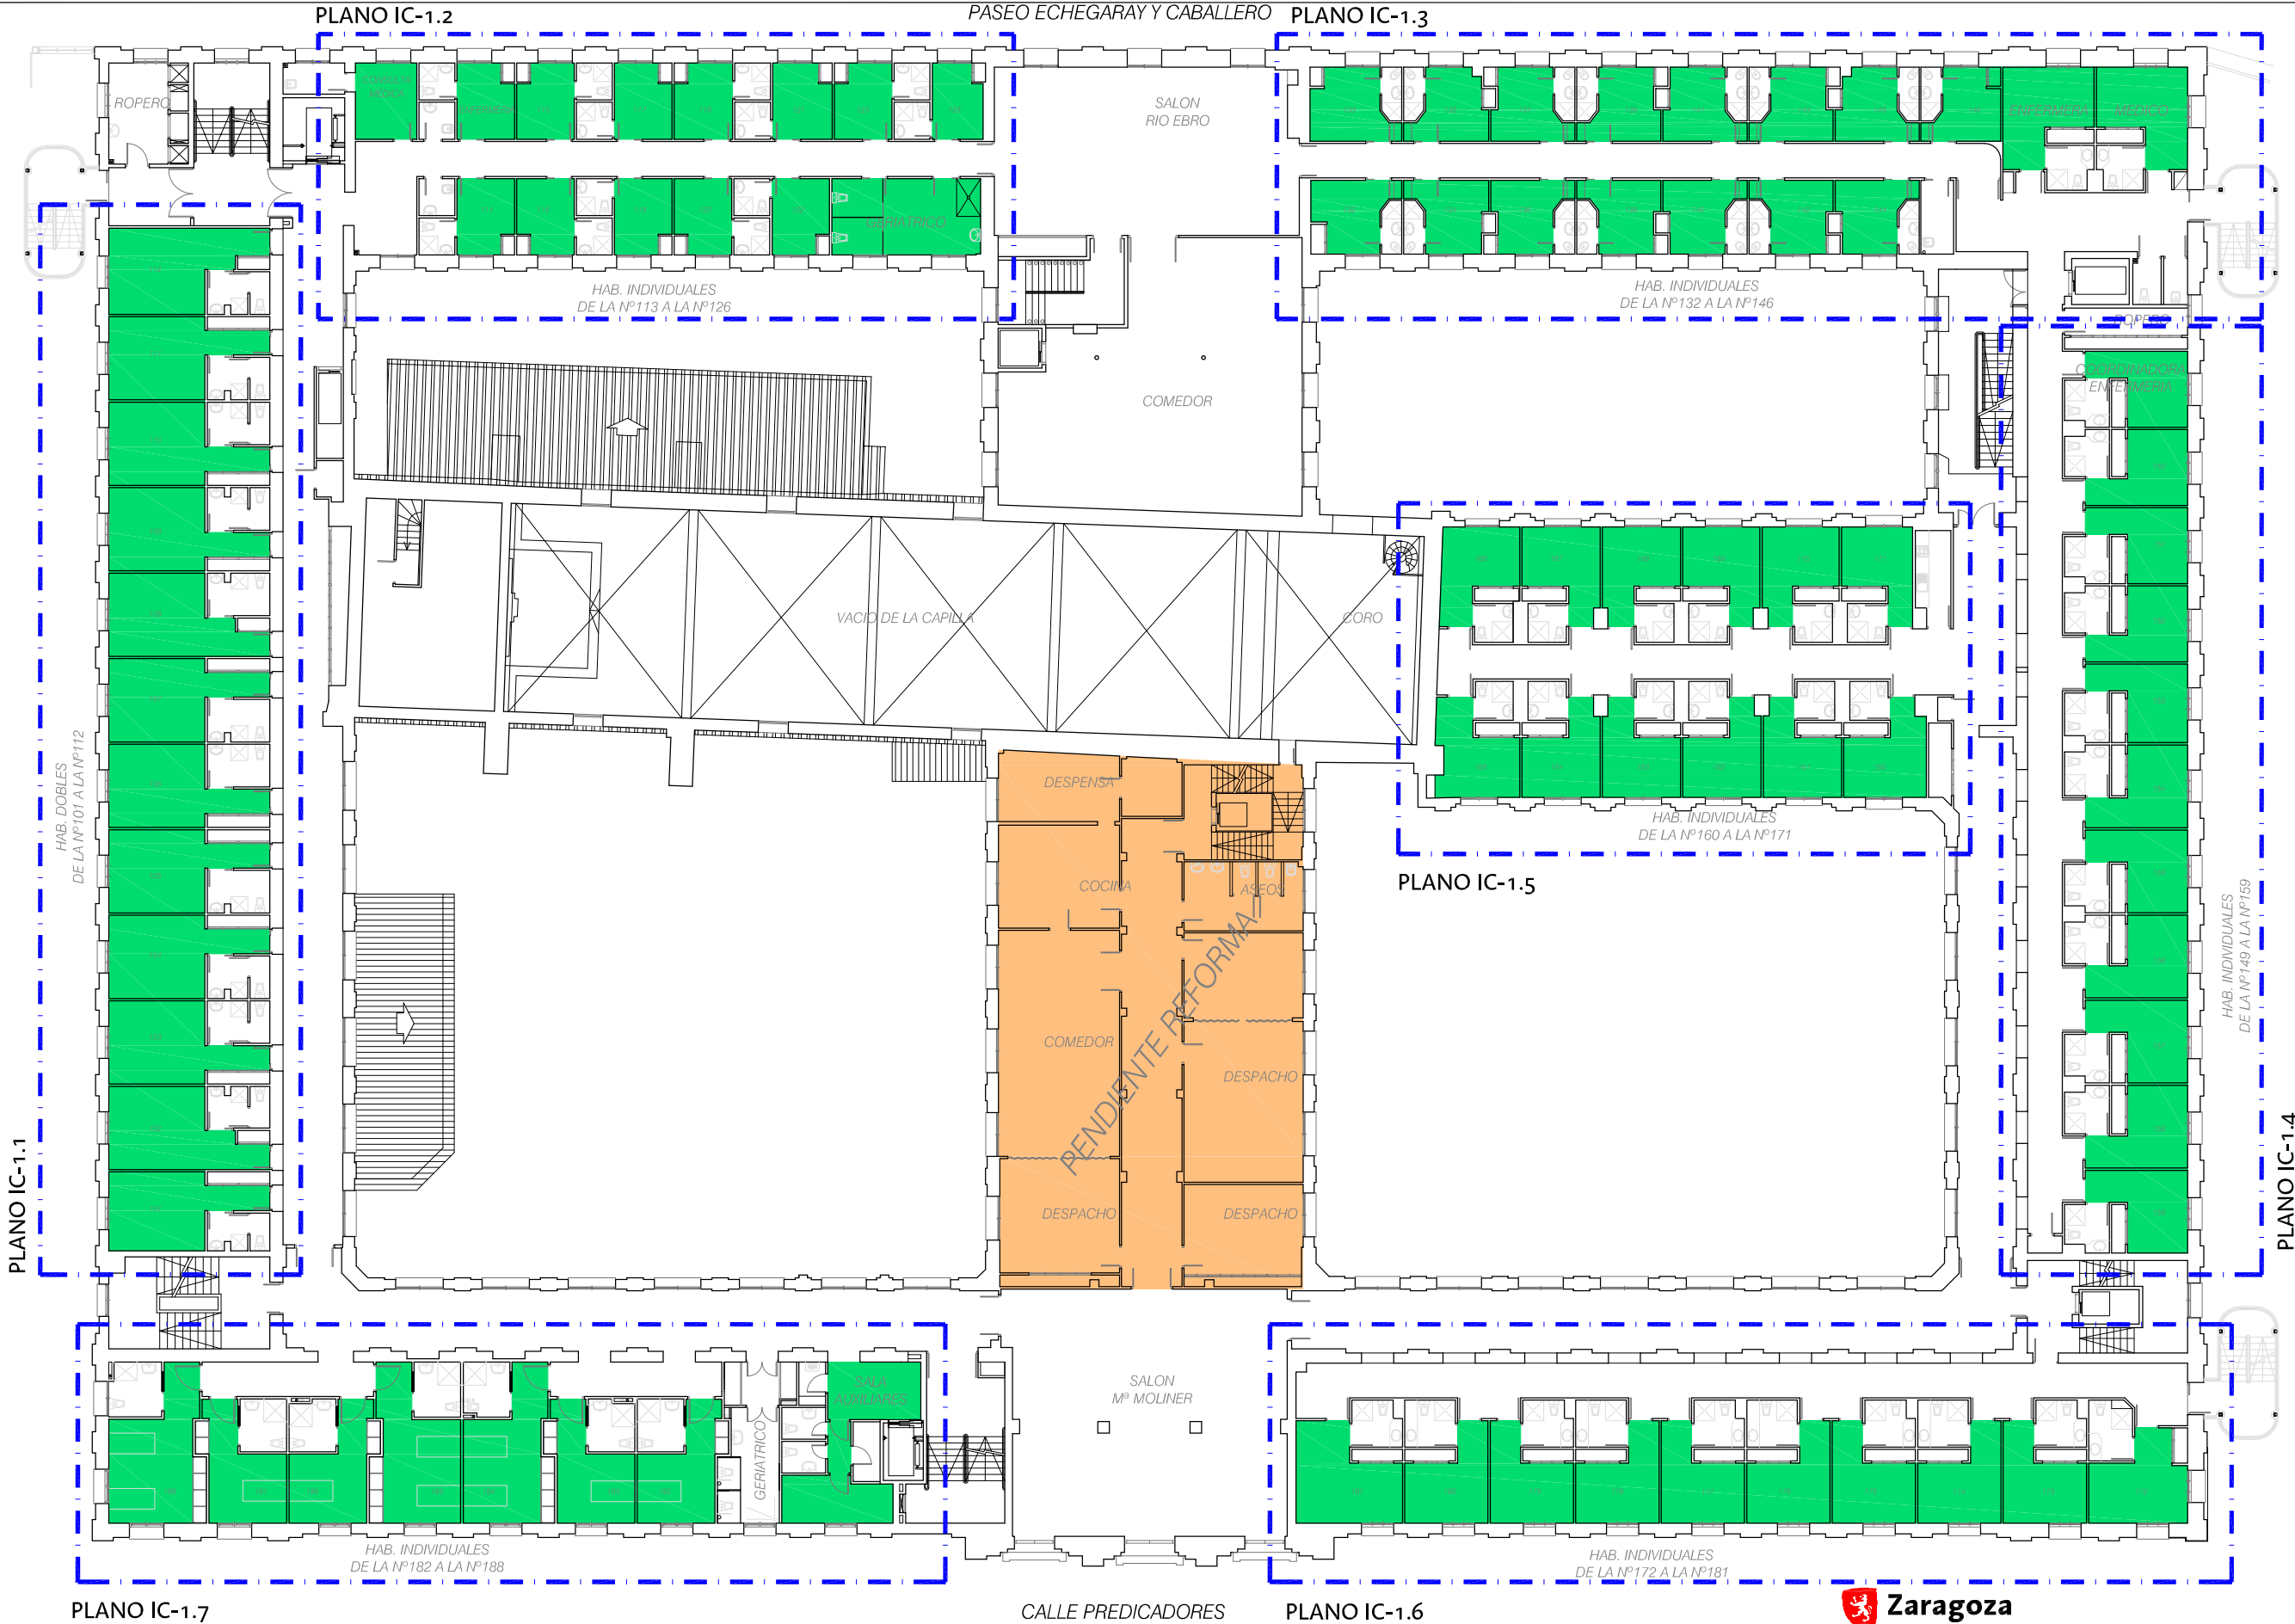 PLANO IC-1.2
PASEO ECHEGARAY Y CABALLERO
PLANO IC-1.3
ROPERO
CONSULTA
MEDICA
ENFERMERIA
SALON
RIO EBRO
ENFERMERA
MEDICO
GERIATRICO
HAB. INDIVIDUALES
DE LA Nº113 A LA Nº126
HAB. INDIVIDUALES
DE LA Nº132 A LA Nº146
ROPERO
COORDINADORA
ENFERMERIA
COMEDOR
VACIO DE LA CAPILLA
CORO
HAB. DOBLES
DE LA Nº101 A LA Nº112
DESPENSA
HAB. INDIVIDUALES
DE LA Nº160 A LA Nº171
PLANO IC-1.5
COCINA
ASEOS
HAB. INDIVIDUALES
DE LA Nº149 A LA Nº159
PENDIENTE REFORMA
COMEDOR
DESPACHO
DESPACHO
DESPACHO
PLANO IC-1.1
PLANO IC-1.4
SALA
AUXILIARES
GERIATRICO
SALON
Mª MOLINER
HAB. INDIVIDUALES
DE LA Nº182 A LA Nº188
HAB. INDIVIDUALES
DE LA Nº172 A LA Nº181
PLANO IC-1.7
CALLE PREDICADORES
PLANO IC-1.6
Zaragoza